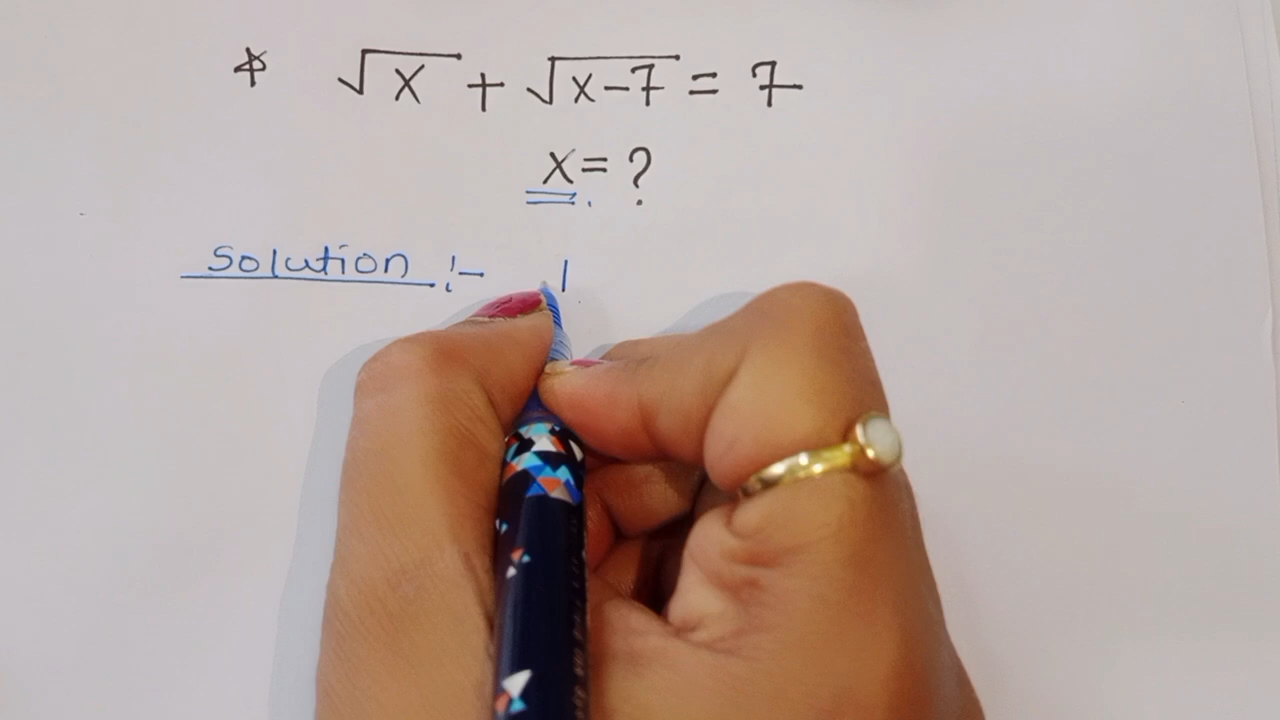 * √x + √x-7 = 7
x = ?
Solution :-